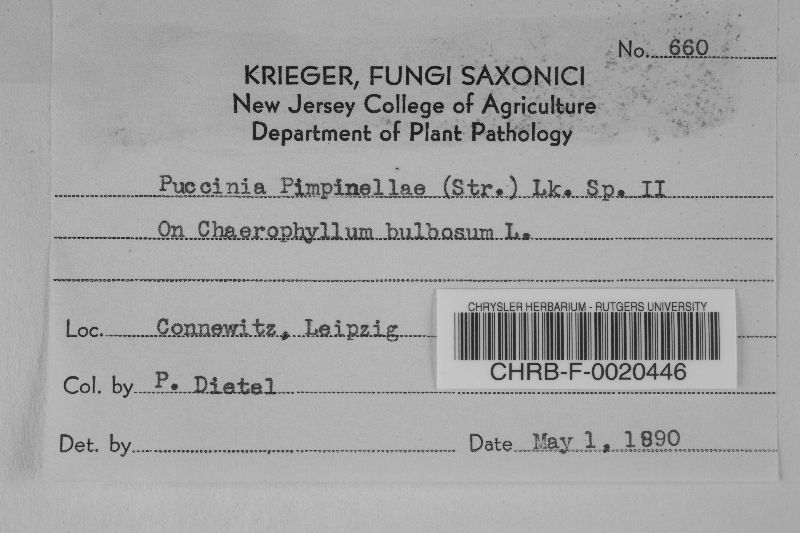 No. 660
KRIEGER, FUNGI SAXONICI
New Jersey College of Agriculture
Department of Plant Pathology
Puccinia Pimpinellae (Str.) Lk. Sp. II
On Chaerophyllum bulbosum L.
CHRYSLER HERBARIUM - RUTGERS UNIVERSITY
Loc. Connewitz, Leipzig
CHRB-F-0020446
Col. by P. Dietel
Det. by
Date May 1, 1890